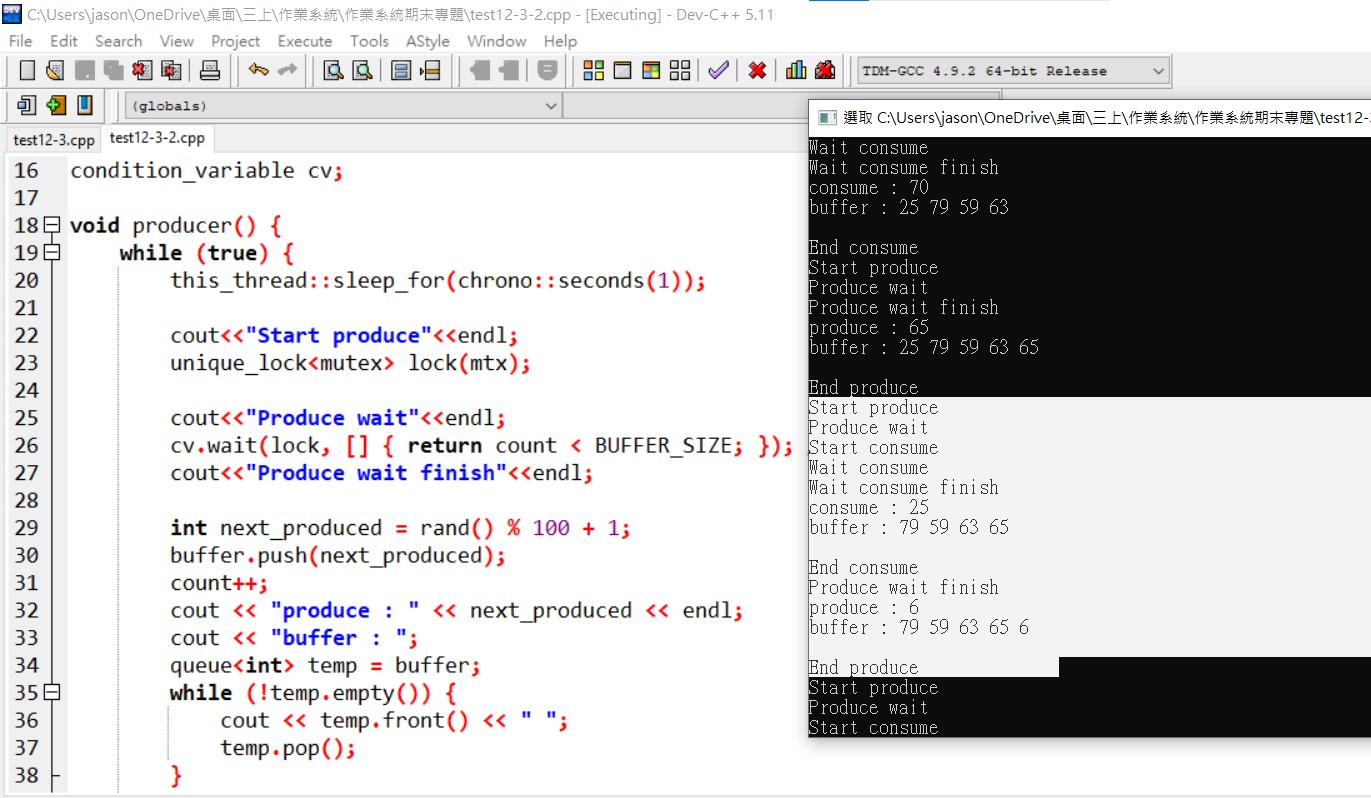 C:\Users\jason\OneDrive\桌面\三上\作業系統\作業系統期末專題\test12-3-2.cpp - [Executing] - Dev-C++ 5.11
File Edit Search View Project Execute Tools AStyle Window Help
TDM-GCC 4.9.2 64-bit Release
(globals)
test12-3.cpp test12-3-2.cpp
16 condition_variable cv;
17
18 void producer() {
19 while (true) {
20 this_thread::sleep_for(chrono::seconds(1));
21
22 cout<<"Start produce"<<endl;
23 unique_lock<mutex> lock(mtx);
24
25 cout<<"Produce wait"<<endl;
26 cv.wait(lock, [] { return count < BUFFER_SIZE; });
27 cout<<"Produce wait finish"<<endl;
28
29 int next_produced = rand() % 100 + 1;
30 buffer.push(next_produced);
31 count++;
32 cout << "produce : " << next_produced << endl;
33 cout << "buffer : ";
34 queue<int> temp = buffer;
35 while (!temp.empty()) {
36 cout << temp.front() << " ";
37 temp.pop();
38 }
選取 C:\Users\jason\OneDrive\桌面\三上\作業系統\作業系統期末專題\test12-
Wait consume
Wait consume finish
consume : 70
buffer : 25 79 59 63
End consume
Start produce
Produce wait
Produce wait finish
produce : 65
buffer : 25 79 59 63 65
End produce
Start produce
Produce wait
Start consume
Wait consume
Wait consume finish
consume : 25
buffer : 79 59 63 65
End consume
Produce wait finish
produce : 6
buffer : 79 59 63 65 6
End produce
Start produce
Produce wait
Start consume